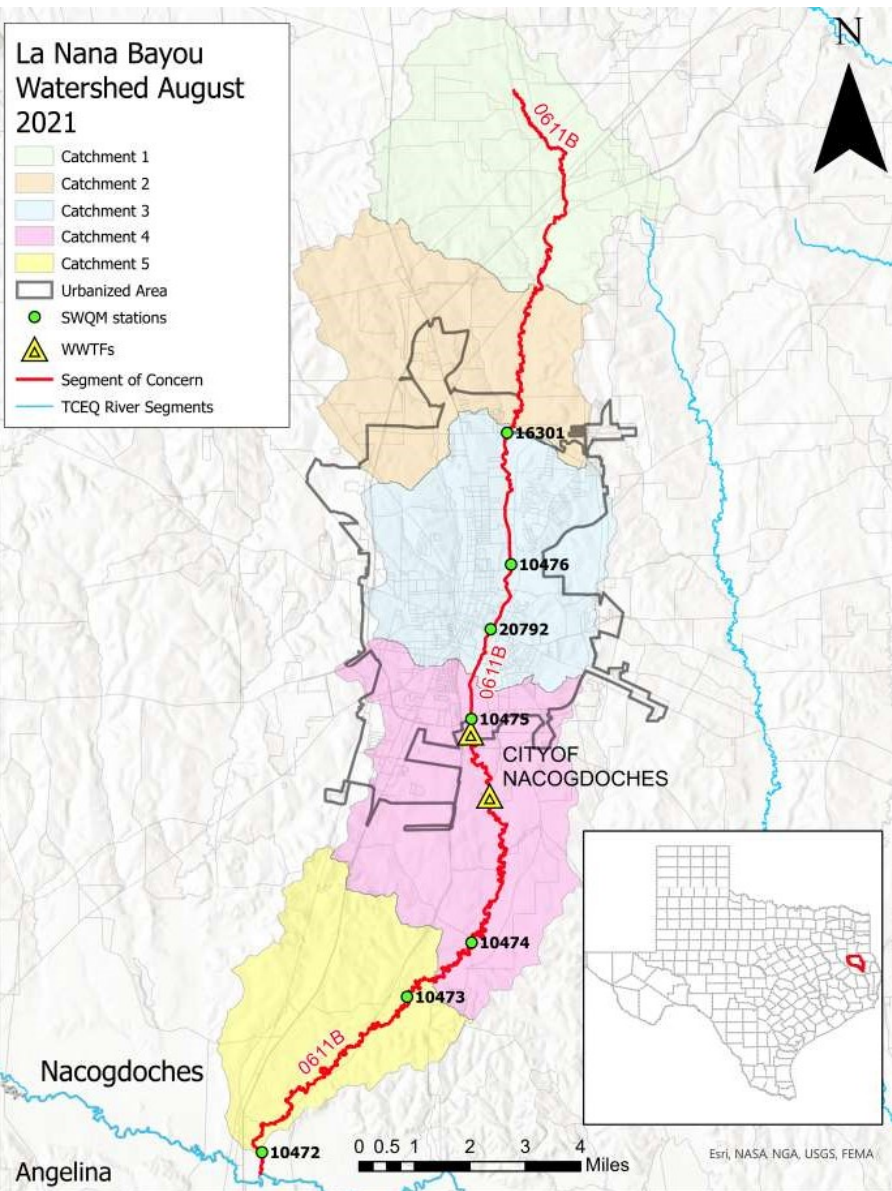 La Nana Bayou
Watershed August
2021
Catchment 1
Catchment 2
Catchment 3
Catchment 4
Catchment 5
Urbanized Area
SWQM stations
WWTFs
Segment of Concern
TCEQ River Segments
N
0611B
16301
10476
20792
0611B
10475
CITYOF
NACOGDOCHES
10474
10473
0611B
Nacogdoches
10472
Angelina
0 0.5 1 2 3 4
Miles
Esri, NASA, NGA, USGS, FEMA